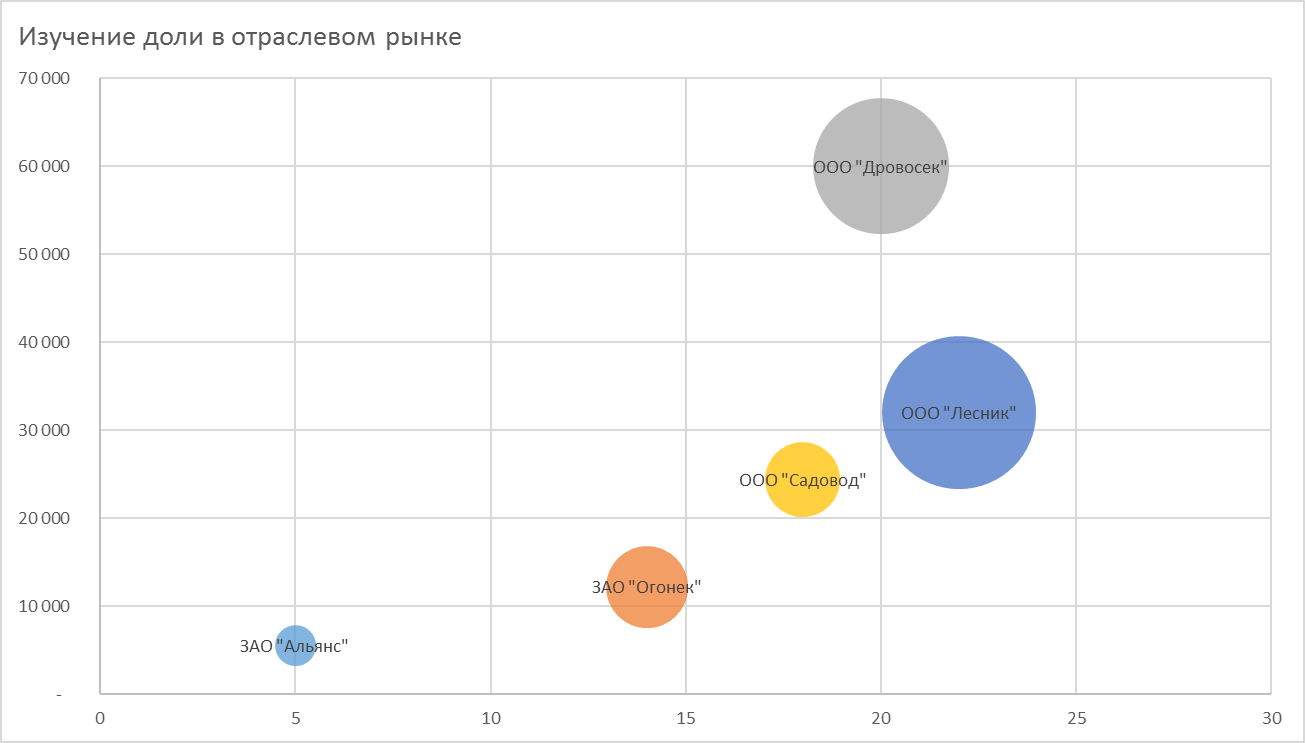 Изучение доли в отраслевом рынке
70 000
60 000
50 000
40 000
30 000
20 000
10 000
-
ООО "Дровосек"
ООО "Лесник"
ООО "Садовод"
ЗАО "Огонек"
ЗАО "Альянс"
0 5 10 15 20 25 30